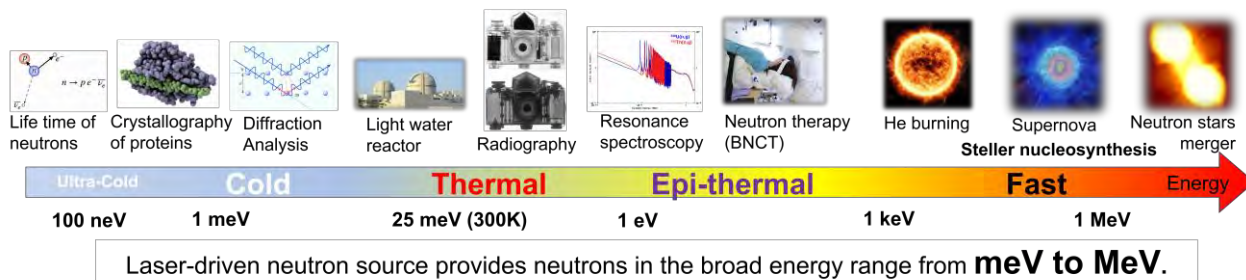 n → p e⁻ ν̅ₑ
Life time of
neutrons
Crystallography
of proteins
Diffraction
Analysis
Light water
reactor
Radiography
Resonance
spectroscopy
Neutron therapy
(BNCT)
He burning
Supernova
Neutron stars
merger
Steller nucleosynthesis
Ultra-Cold
Cold
Thermal
Epi-thermal
Fast
Energy
100 neV
1 meV
25 meV (300K)
1 eV
1 keV
1 MeV
Laser-driven neutron source provides neutrons in the broad energy range from meV to MeV.